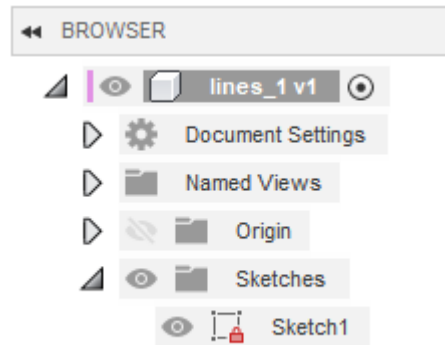 BROWSER
lines_1 v1
Document Settings
Named Views
Origin
Sketches
Sketch1